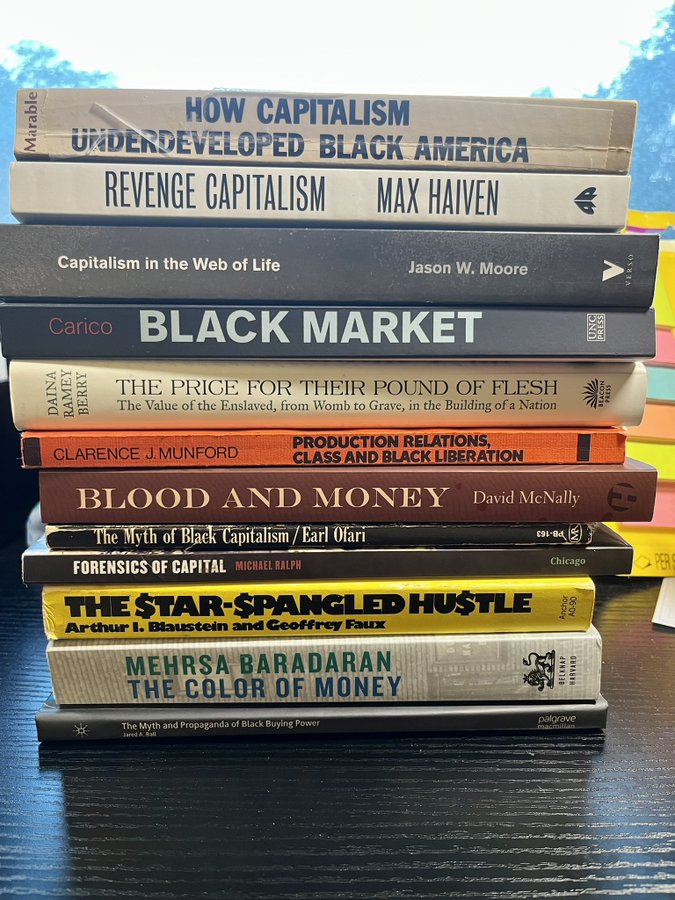 Marable
HOW CAPITALISM
UNDERDEVELOPED BLACK AMERICA
REVENGE CAPITALISM MAX HAIVEN
Capitalism in the Web of Life Jason W. Moore VERSO
Carico BLACK MARKET UNC PRESS
DAINA
RAMEY
BERRY
THE PRICE FOR THEIR POUND OF FLESH
The Value of the Enslaved, from Womb to Grave, in the Building of a Nation
BEACON
PRESS
CLARENCE J. MUNFORD
PRODUCTION RELATIONS,
CLASS AND BLACK LIBERATION
BLOOD AND MONEY David McNally
The Myth of Black Capitalism/Earl Ofari PB-163
FORENSICS OF CAPITAL MICHAEL RALPH Chicago
THE $TAR-$PANGLED HU$TLE
Arthur I. Blaustein and Geoffrey Faux
Anchor
AO-90
MEHRSA BARADARAN
THE COLOR OF MONEY
BELKNAP
HARVARD
The Myth and Propaganda of Black Buying Power
Jared A. Ball
palgrave
macmillan